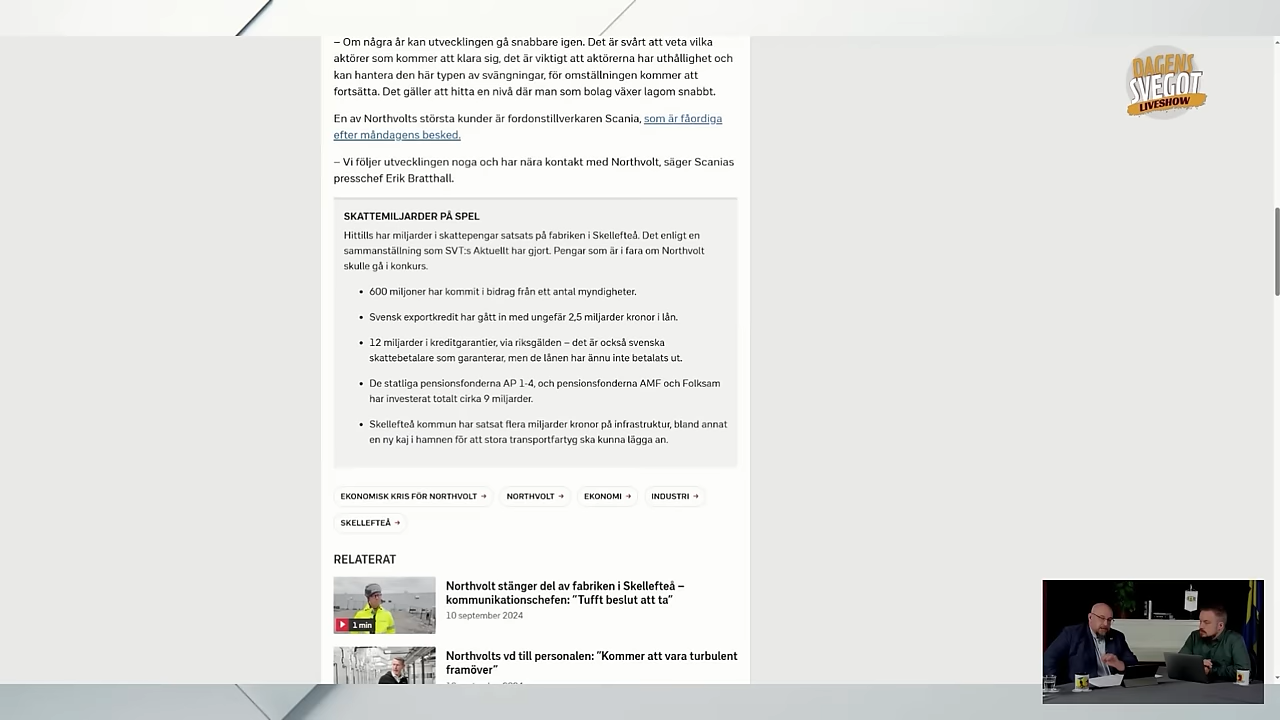 – Om några år kan utvecklingen gå snabbare igen. Det är svårt att veta vilka
aktörer som kommer att klara sig, det är viktigt att aktörerna har uthållighet och
kan hantera den här typen av svängningar, för omställningen kommer att
fortsätta. Det gäller att hitta en nivå där man som bolag växer lagom snabbt.
En av Northvolts största kunder är fordonstillverkaren Scania, som är fåordiga
efter måndagens besked.
– Vi följer utvecklingen noga och har nära kontakt med Northvolt, säger Scanias
presschef Erik Bratthall.
SKATTEMILJARDER PÅ SPEL
Hittills har miljarder i skattepengar satsats på fabriken i Skellefteå. Det enligt en
sammanställning som SVT:s Aktuellt har gjort. Pengar som är i fara om Northvolt
skulle gå i konkurs.
• 600 miljoner har kommit i bidrag från ett antal myndigheter.
• Svensk exportkredit har gått in med ungefär 2,5 miljarder kronor i lån.
• 12 miljarder i kreditgarantier, via riksgälden – det är också svenska
skattebetalare som garanterar, men de lånen har ännu inte betalats ut.
• De statliga pensionsfonderna AP 1-4, och pensionsfonderna AMF och Folksam
har investerat totalt cirka 9 miljarder.
• Skellefteå kommun har satsat flera miljarder kronor på infrastruktur, bland annat
en ny kaj i hamnen för att stora transportfartyg ska kunna lägga an.
EKONOMISK KRIS FÖR NORTHVOLT → NORTHVOLT → EKONOMI → INDUSTRI →
SKELLEFTEÅ →
RELATERAT
Northvolt stänger del av fabriken i Skellefteå –
kommunikationschefen: ”Tufft beslut att ta”
10 september 2024
1 min
Northvolts vd till personalen: ”Kommer att vara turbulent
framöver”
DAGENS
SVEGOT
LIVESHOW